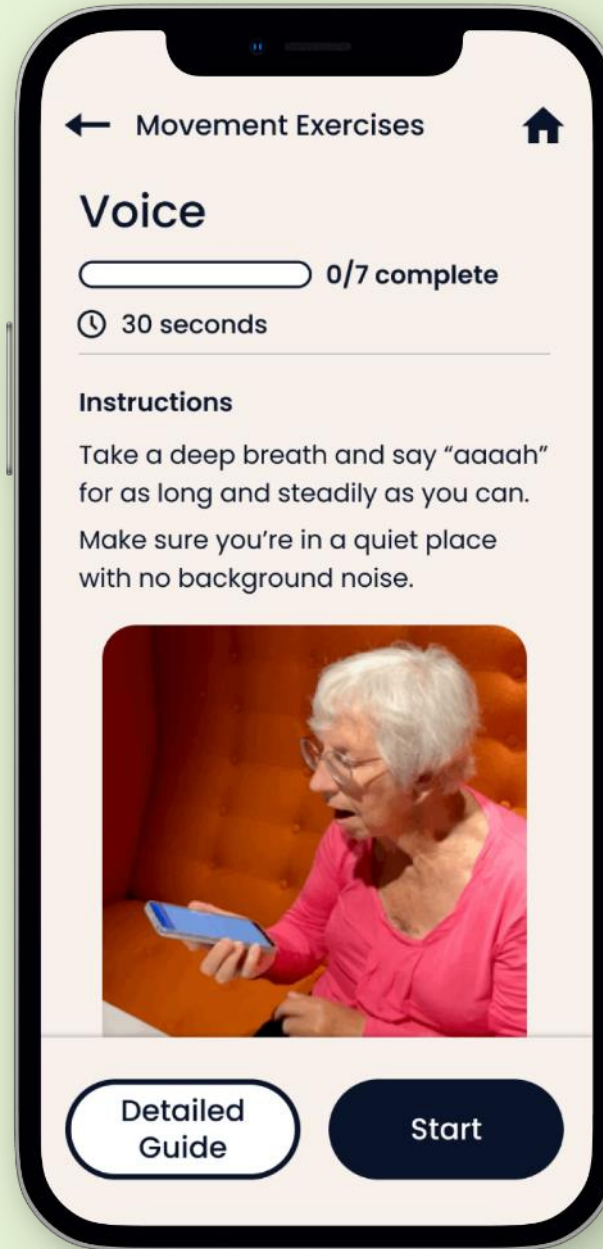 Movement Exercises
Voice
0/7 complete
30 seconds
Instructions
Take a deep breath and say “aaaah”
for as long and steadily as you can.
Make sure you’re in a quiet place
with no background noise.
Detailed
Guide
Start